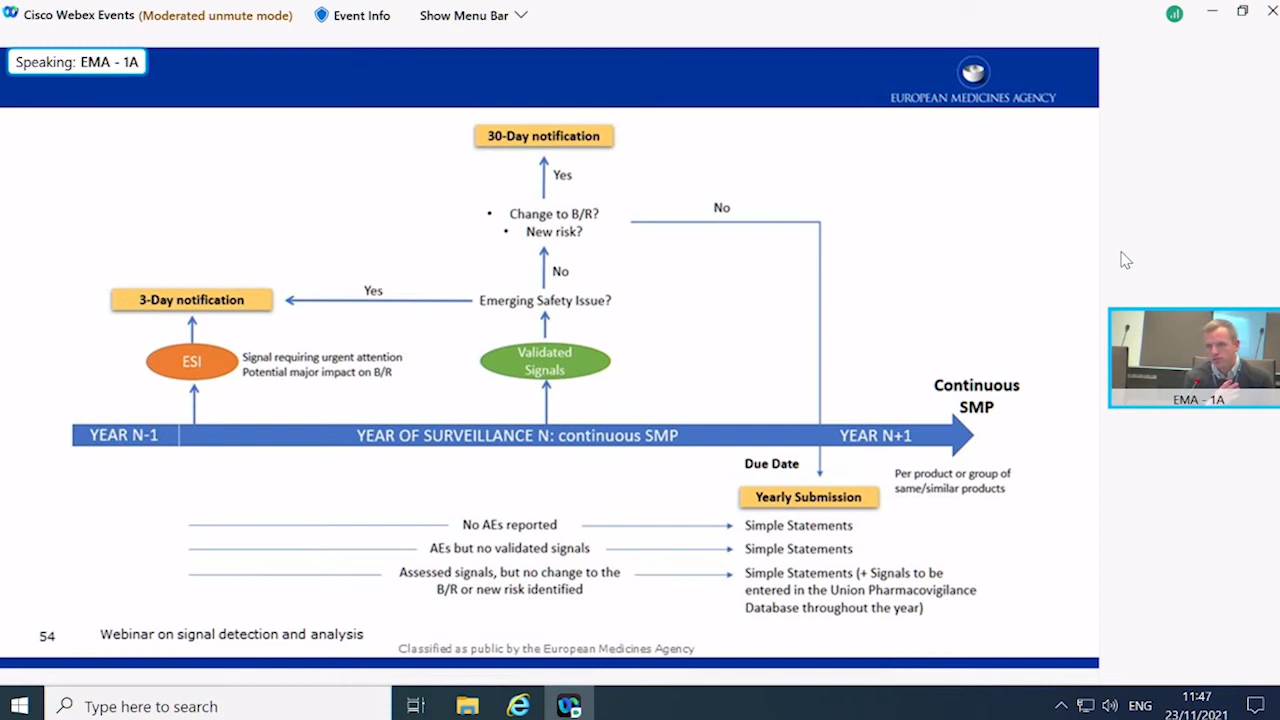 Cisco Webex Events (Moderated unmute mode) Event Info Show Menu Bar
Speaking: EMA - 1A
EUROPEAN MEDICINES AGENCY
30-Day notification
Yes
• Change to B/R?
• New risk?
No
No
Emerging Safety Issue?
Yes
3-Day notification
ESI
Signal requiring urgent attention
Potential major impact on B/R
Validated
Signals
EMA - 1A
Continuous
SMP
YEAR N-1 YEAR OF SURVEILLANCE N: continuous SMP YEAR N+1
Due Date
Per product or group of
same/similar products
Yearly Submission
No AEs reported Simple Statements
AEs but no validated signals Simple Statements
Assessed signals, but no change to the
B/R or new risk identified
Simple Statements (+ Signals to be
entered in the Union Pharmacovigilance
Database throughout the year)
54 Webinar on signal detection and analysis
Classified as public by the European Medicines Agency
Type here to search
ENG
11:47
23/11/2021